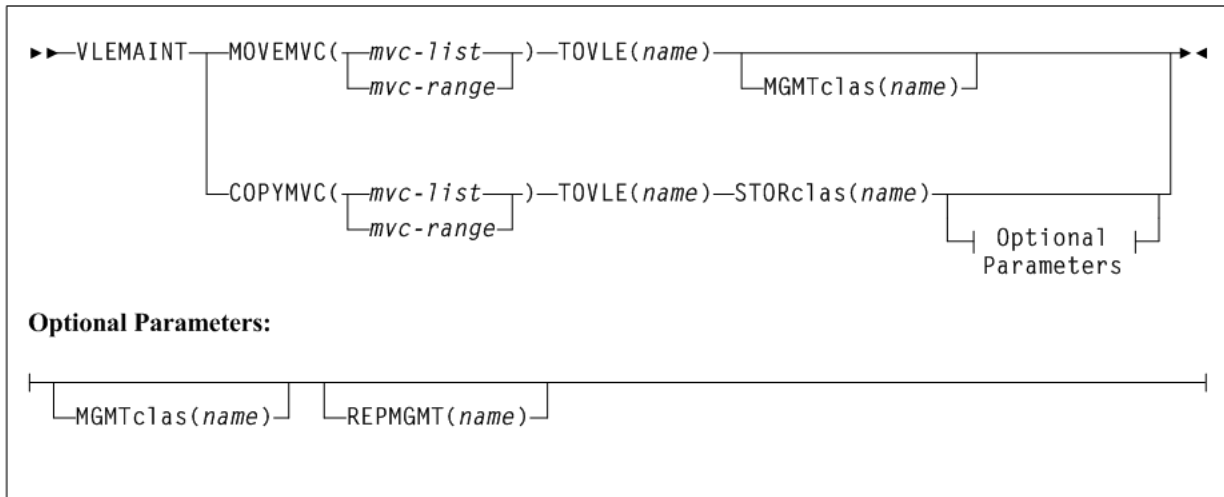 VLEMAINT MOVEMVC( mvc-list ) TOVLE(name)
mvc-range MGMTclas(name)
COPYMVC( mvc-list ) TOVLE(name) STORclas(name)
mvc-range Optional
Parameters
Optional Parameters:
MGMTclas(name) REPMGMT(name)